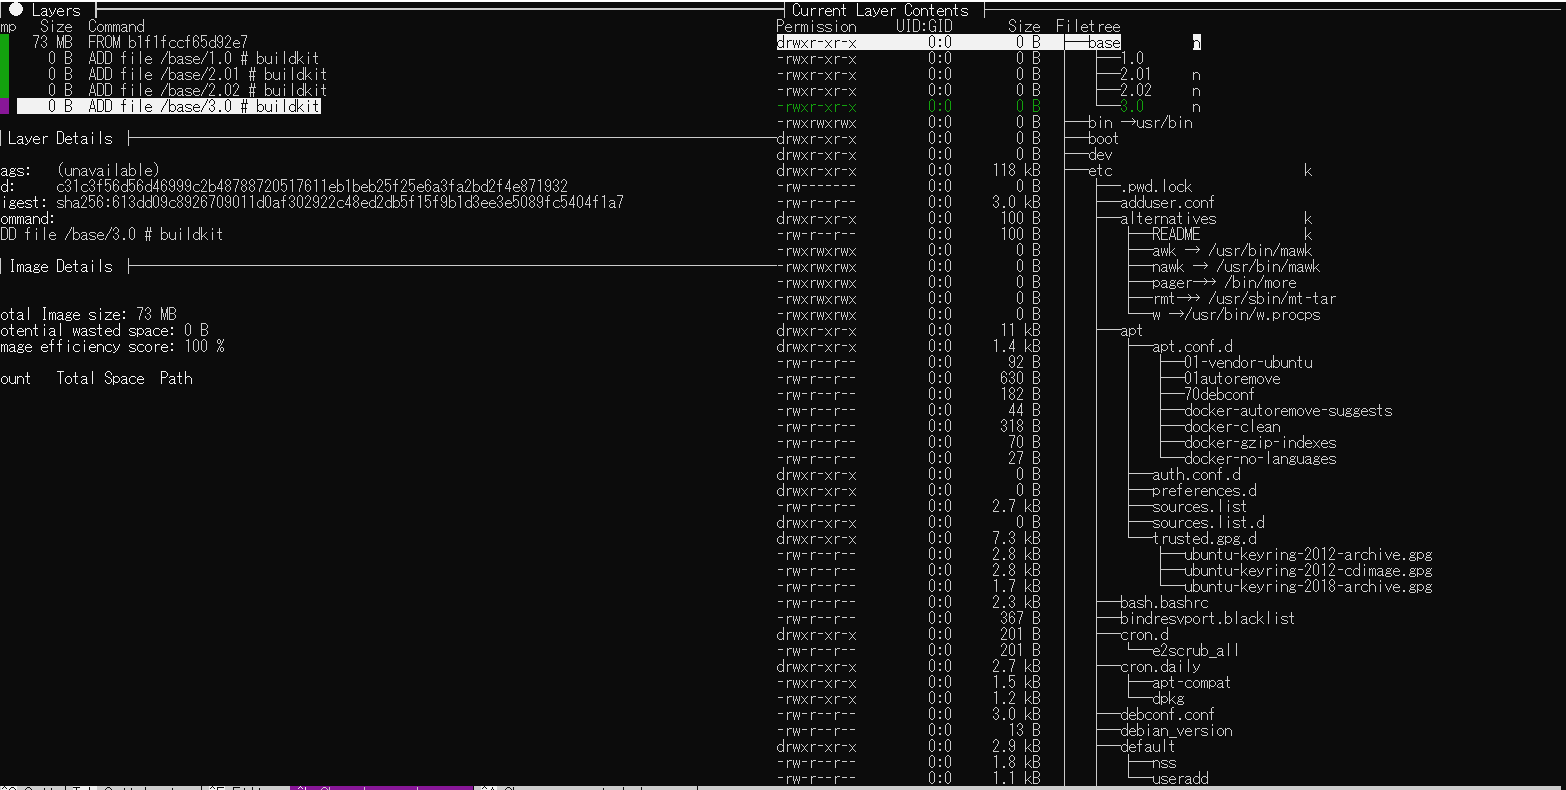 ● Layers
Current Layer Contents
mp Size Command
Permission UID:GID Size Filetree
73 MB FROM b1f1fccf65d92e7
0 B ADD file /base/1.0 # buildkit
0 B ADD file /base/2.01 # buildkit
0 B ADD file /base/2.02 # buildkit
0 B ADD file /base/3.0 # buildkit
Layer Details
ags: (unavailable)
d: c31c3f56d56d46999c2b48788720517611eb1beb25f25e6a3fa2bd2f4e871932
igest: sha256:613dd09c8926709011d0af302922c48ed2db5f15f9b1d3ee3e5089fc5404f1a7
ommand:
DD file /base/3.0 # buildkit
Image Details
otal Image size: 73 MB
otential wasted space: 0 B
mage efficiency score: 100 %
ount Total Space Path
drwxr-xr-x 0:0 0 B ├──base n
-rwxr-xr-x 0:0 0 B │ ├──1.0
-rwxr-xr-x 0:0 0 B │ ├──2.01 n
-rwxr-xr-x 0:0 0 B │ ├──2.02 n
-rwxr-xr-x 0:0 0 B │ └──3.0 n
-rwxrwxrwx 0:0 0 B ├──bin →usr/bin
drwxr-xr-x 0:0 0 B ├──boot
drwxr-xr-x 0:0 0 B ├──dev
drwxr-xr-x 0:0 118 kB ├──etc k
-rw------- 0:0 0 B │ ├──.pwd.lock
-rw-r--r-- 0:0 3.0 kB │ ├──adduser.conf
drwxr-xr-x 0:0 100 B │ ├──alternatives k
-rw-r--r-- 0:0 100 B │ │ ├──README k
-rwxrwxrwx 0:0 0 B │ │ ├──awk → /usr/bin/mawk
-rwxrwxrwx 0:0 0 B │ │ ├──nawk → /usr/bin/mawk
-rwxrwxrwx 0:0 0 B │ │ ├──pager→→ /bin/more
-rwxrwxrwx 0:0 0 B │ │ ├──rmt→→ /usr/sbin/mt-tar
-rwxrwxrwx 0:0 0 B │ │ └──w →/usr/bin/w.procps
drwxr-xr-x 0:0 11 kB │ ├──apt
drwxr-xr-x 0:0 1.4 kB │ │ ├──apt.conf.d
-rw-r--r-- 0:0 92 B │ │ │ ├──01-vendor-ubuntu
-rw-r--r-- 0:0 630 B │ │ │ ├──01autoremove
-rw-r--r-- 0:0 182 B │ │ │ ├──70debconf
-rw-r--r-- 0:0 44 B │ │ │ ├──docker-autoremove-suggests
-rw-r--r-- 0:0 318 B │ │ │ ├──docker-clean
-rw-r--r-- 0:0 70 B │ │ │ ├──docker-gzip-indexes
-rw-r--r-- 0:0 27 B │ │ │ └──docker-no-languages
drwxr-xr-x 0:0 0 B │ │ ├──auth.conf.d
drwxr-xr-x 0:0 0 B │ │ ├──preferences.d
-rw-r--r-- 0:0 2.7 kB │ │ ├──sources.list
drwxr-xr-x 0:0 0 B │ │ ├──sources.list.d
drwxr-xr-x 0:0 7.3 kB │ │ └──trusted.gpg.d
-rw-r--r-- 0:0 2.8 kB │ │ ├──ubuntu-keyring-2012-archive.gpg
-rw-r--r-- 0:0 2.8 kB │ │ ├──ubuntu-keyring-2012-cdimage.gpg
-rw-r--r-- 0:0 1.7 kB │ │ └──ubuntu-keyring-2018-archive.gpg
-rw-r--r-- 0:0 2.3 kB │ ├──bash.bashrc
-rw-r--r-- 0:0 367 B │ ├──bindresvport.blacklist
drwxr-xr-x 0:0 201 B │ ├──cron.d
-rw-r--r-- 0:0 201 B │ │ └──e2scrub_all
drwxr-xr-x 0:0 2.7 kB │ ├──cron.daily
-rwxr-xr-x 0:0 1.5 kB │ │ ├──apt-compat
-rwxr-xr-x 0:0 1.2 kB │ │ └──dpkg
-rw-r--r-- 0:0 3.0 kB │ ├──debconf.conf
-rw-r--r-- 0:0 13 B │ ├──debian_version
drwxr-xr-x 0:0 2.9 kB │ ├──default
-rw-r--r-- 0:0 1.8 kB │ │ ├──nss
-rw-r--r-- 0:0 1.1 kB │ │ └──useradd